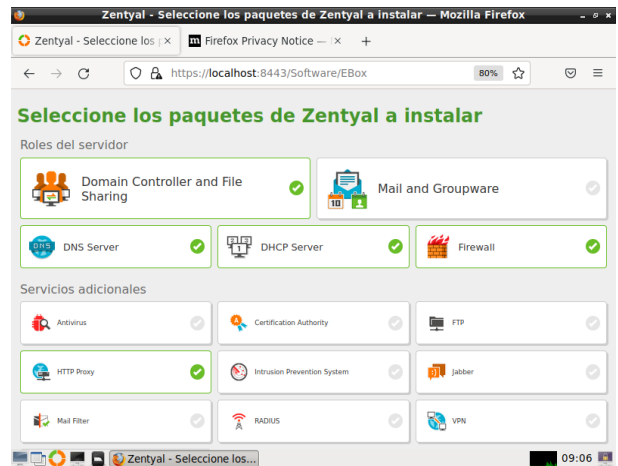 Zentyal - Seleccione los paquetes de Zentyal a instalar — Mozilla Firefox
Zentyal - Seleccione los p
Firefox Privacy Notice —
https://localhost:8443/Software/EBox
80%
Seleccione los paquetes de Zentyal a instalar
Roles del servidor
Domain Controller and File
Sharing
Mail and Groupware
10
DNS
DNS Server
1
DHCP Server
Firewall
Servicios adicionales
Antivirus
Certification Authority
FTP
HTTP Proxy
Intrusion Prevention System
Jabber
Mail Filter
RADIUS
VPN
Zentyal - Seleccione los...
09:06